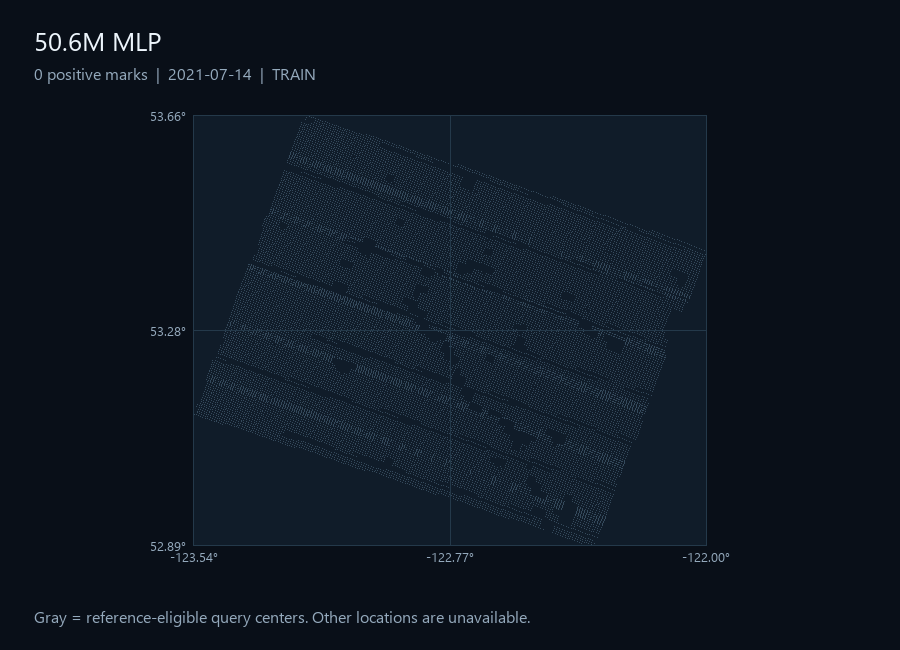 50.6M MLP
0 positive marks | 2021-07-14 | TRAIN
53.66°
53.28°
52.89°
-123.54° -122.77° -122.00°
Gray = reference-eligible query centers. Other locations are unavailable.